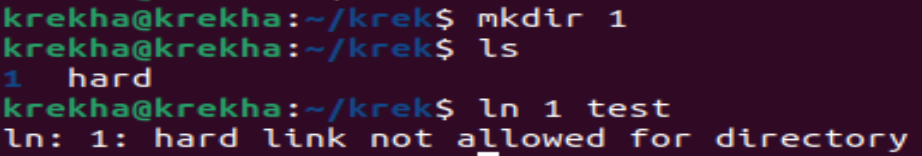 krekha@krekha:~/krek$ mkdir 1
krekha@krekha:~/krek$ ls
1  hard
krekha@krekha:~/krek$ ln 1 test
ln: 1: hard link not allowed for directory